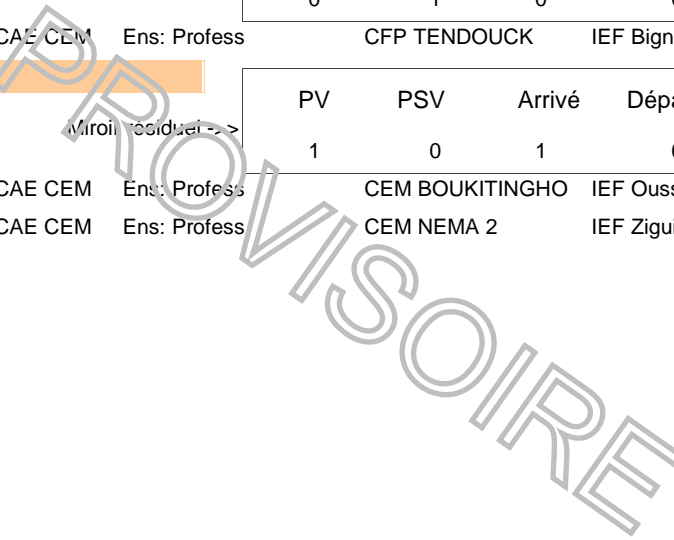 0 1 0
CAE CEM Ens: Profess CFP TENDOUCK IEF Bign
PV PSV Arrivé Dépa
Miroir résiduel ->>
1 0 1
CAE CEM Ens: Profess CEM BOUKITINGHO IEF Ouss
CAE CEM Ens: Profess CEM NEMA 2 IEF Zigui
PROVISOIRE